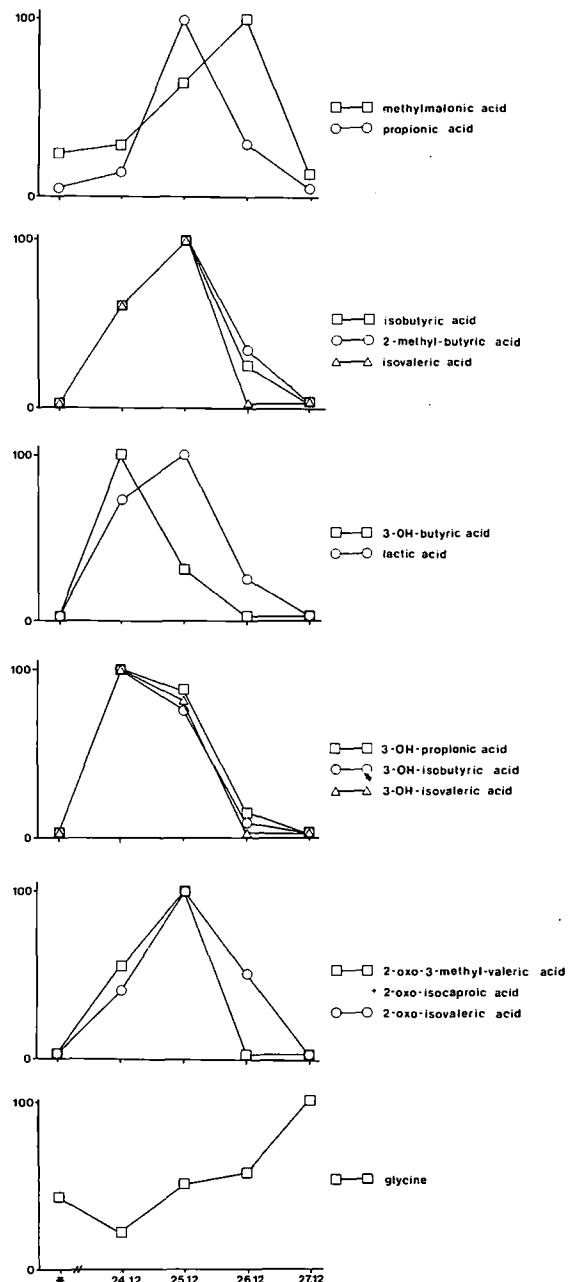 100
methylmalonic acid
propionic acid
0
100
isobutyric acid
2-methyl-butyric acid
isovaleric acid
0
100
3-OH-butyric acid
lactic acid
0
100
3-OH-propionic acid
3-OH-isobutyric acid
3-OH-isovaleric acid
0
100
2-oxo-3-methyl-valeric acid
+ 2-oxo-isocaproic acid
2-oxo-isovaleric acid
0
100
glycine
0
* // 24.12 25.12 26.12 27.12